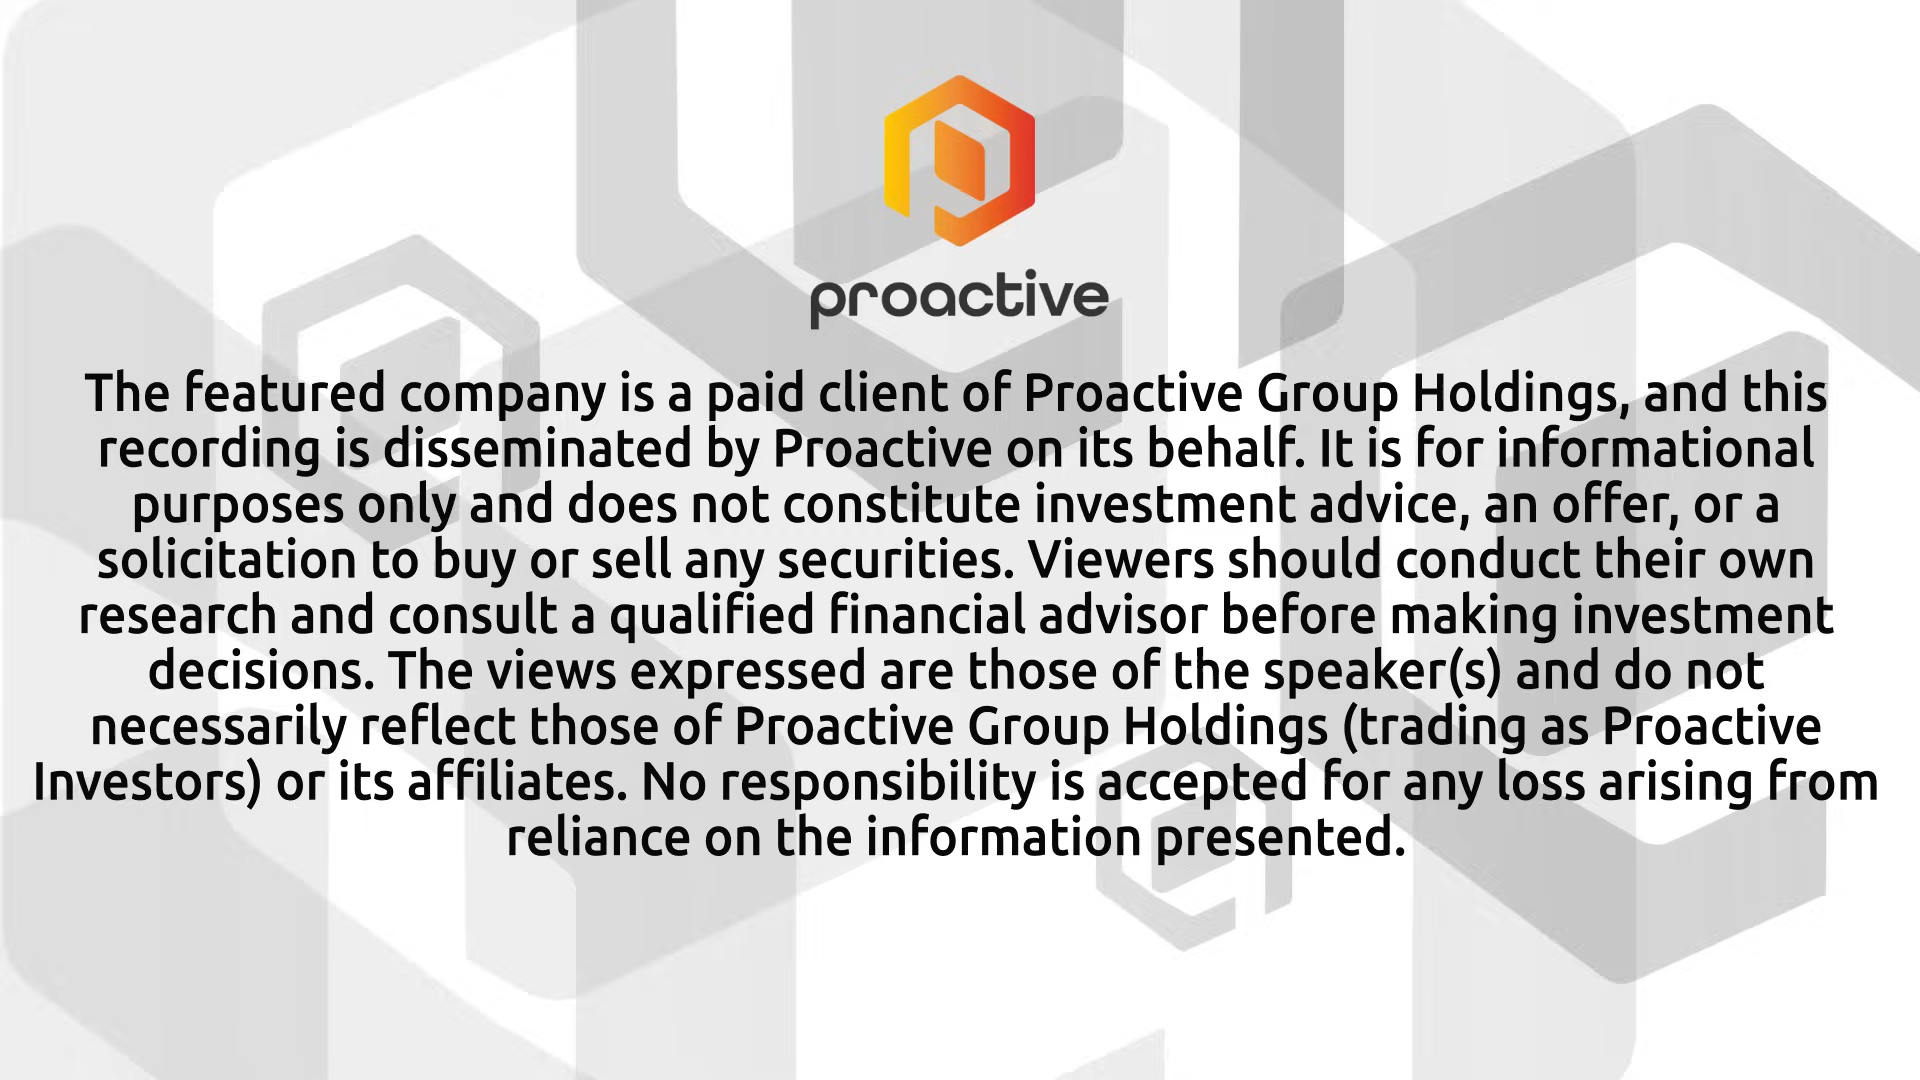 proactive
The featured company is a paid client of Proactive Group Holdings, and this
recording is disseminated by Proactive on its behalf. It is for informational
purposes only and does not constitute investment advice, an offer, or a
solicitation to buy or sell any securities. Viewers should conduct their own
research and consult a qualified financial advisor before making investment
decisions. The views expressed are those of the speaker(s) and do not
necessarily reflect those of Proactive Group Holdings (trading as Proactive
Investors) or its affiliates. No responsibility is accepted for any loss arising from
reliance on the information presented.